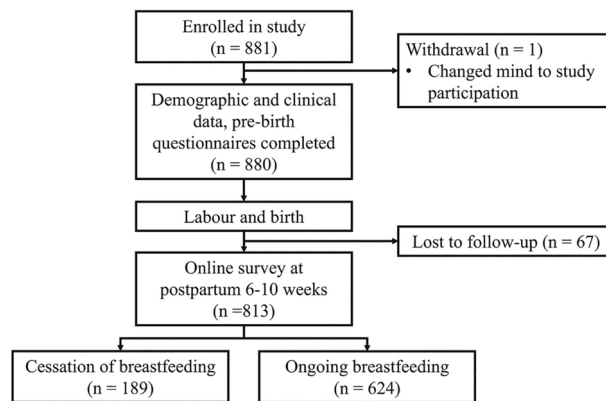 Enrolled in study
(n = 881)
Withdrawal (n = 1)
• Changed mind to study
participation
Demographic and clinical
data, pre-birth
questionnaires completed
(n = 880)
Labour and birth
Lost to follow-up (n = 67)
Online survey at
postpartum 6-10 weeks
(n =813)
Cessation of breastfeeding
(n = 189)
Ongoing breastfeeding
(n = 624)